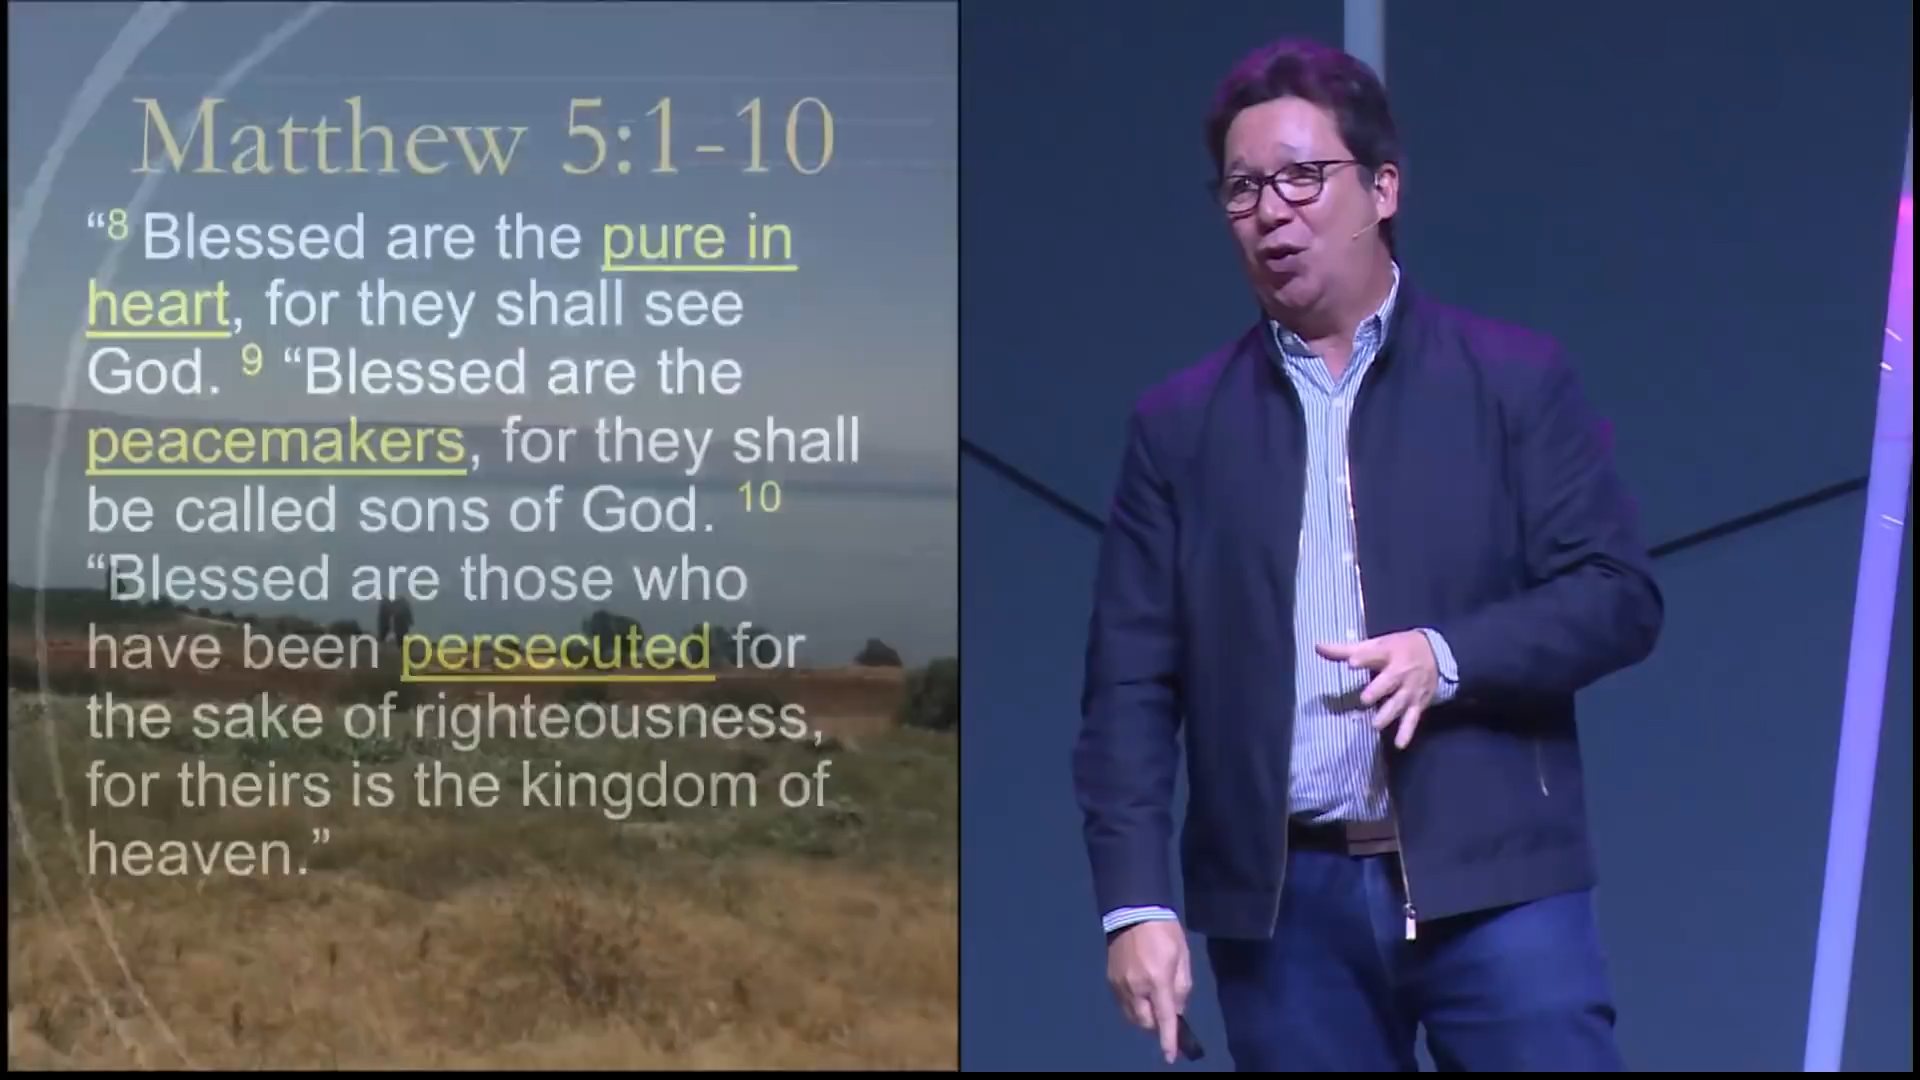 Matthew 5:1-10
“8 Blessed are the pure in
heart, for they shall see
God. 9 “Blessed are the
peacemakers, for they shall
be called sons of God. 10
“Blessed are those who
have been persecuted for
the sake of righteousness,
for theirs is the kingdom of
heaven.”